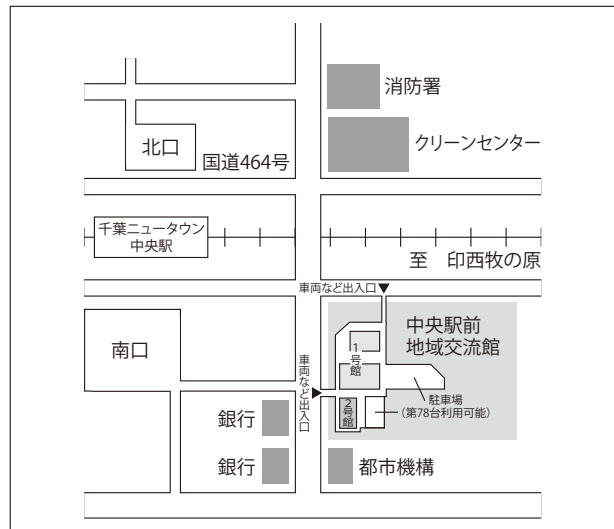 消防署
クリーンセンター
北口
国道464号
千葉ニュータウン
中央駅
至　印西牧の原
車両など出入口
中央駅前
地域交流館
1号館
南口
車両など出入口
駐車場
（第78台利用可能）
2号館
銀行
銀行
都市機構